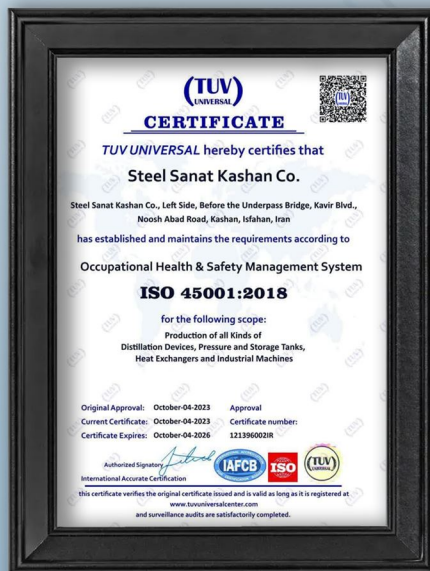 (TUV)
UNIVERSAL
(TUV)
CERTIFICATE
TUV UNIVERSAL hereby certifies that
Steel Sanat Kashan Co.
Steel Sanat Kashan Co., Left Side, Before the Underpass Bridge, Kavir Blvd.,
Noosh Abad Road, Kashan, Isfahan, Iran
has established and maintains the requirements according to
Occupational Health & Safety Management System
ISO 45001:2018
for the following scope:
Production of all Kinds of
Distillation Devices, Pressure and Storage Tanks,
Heat Exchangers and Industrial Machines
Original Approval: October-04-2023 Approval
Current Certificate: October-04-2023 Certificate number:
Certificate Expires: October-04-2026 121396002IR
Authorized Signatory
IAFCB ISO (TUV) UNIVERSAL
International Accurate Certification
this certificate verifies the original certificate issued and is valid as long as it is registered at
www.tuvuniversalcenter.com
and surveillance audits are satisfactorily completed.